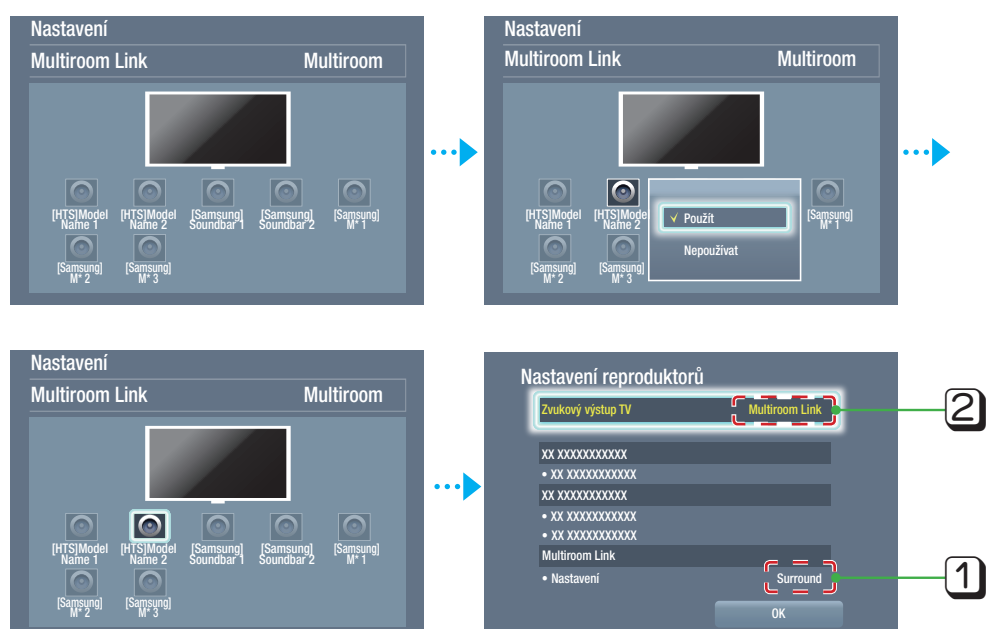 Nastavení
Multiroom Link Multiroom
[HTS]Model Name 1
[HTS]Model Name 2
[Samsung] Soundbar 1
[Samsung] Soundbar 2
[Samsung] M* 1
[Samsung] M* 2
[Samsung] M* 3
Nastavení
Multiroom Link Multiroom
[HTS]Model Name 1
[HTS]Mode Name 2
✓ Použít
Nepoužívat
[Samsung] M* 1
[Samsung] M* 2
[Samsung] M* 3
Nastavení
Multiroom Link Multiroom
[HTS]Model Name 1
[HTS]Model Name 2
[Samsung] Soundbar 1
[Samsung] Soundbar 2
[Samsung] M* 1
[Samsung] M* 2
[Samsung] M* 3
Nastavení reproduktorů
Zvukový výstup TV Multiroom Link
2
XX XXXXXXXXXXX
• XX XXXXXXXXXXX
XX XXXXXXXXXXX
• XX XXXXXXXXXXX
• XX XXXXXXXXXXX
Multiroom Link
• Nastavení Surround
1
OK